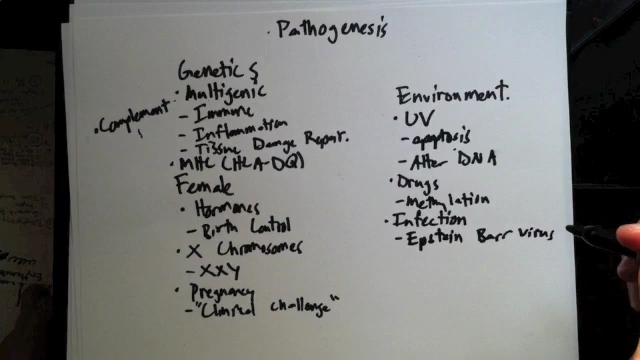 · Pathogenesis
Genetics
· Multigenic
- Immune
- Inflammation
- Tissue Damage Repair.
· Complement
· MHC (HLA-DQ)
Female
· Hormones
- Birth Control
· X Chromosomes
- XXY
· Pregnancy
- "Clinical challenge"
Environment.
· UV
- apoptosis
- Alter DNA
· Drugs
- Methylation
· Infection
- Epstein Barr virus